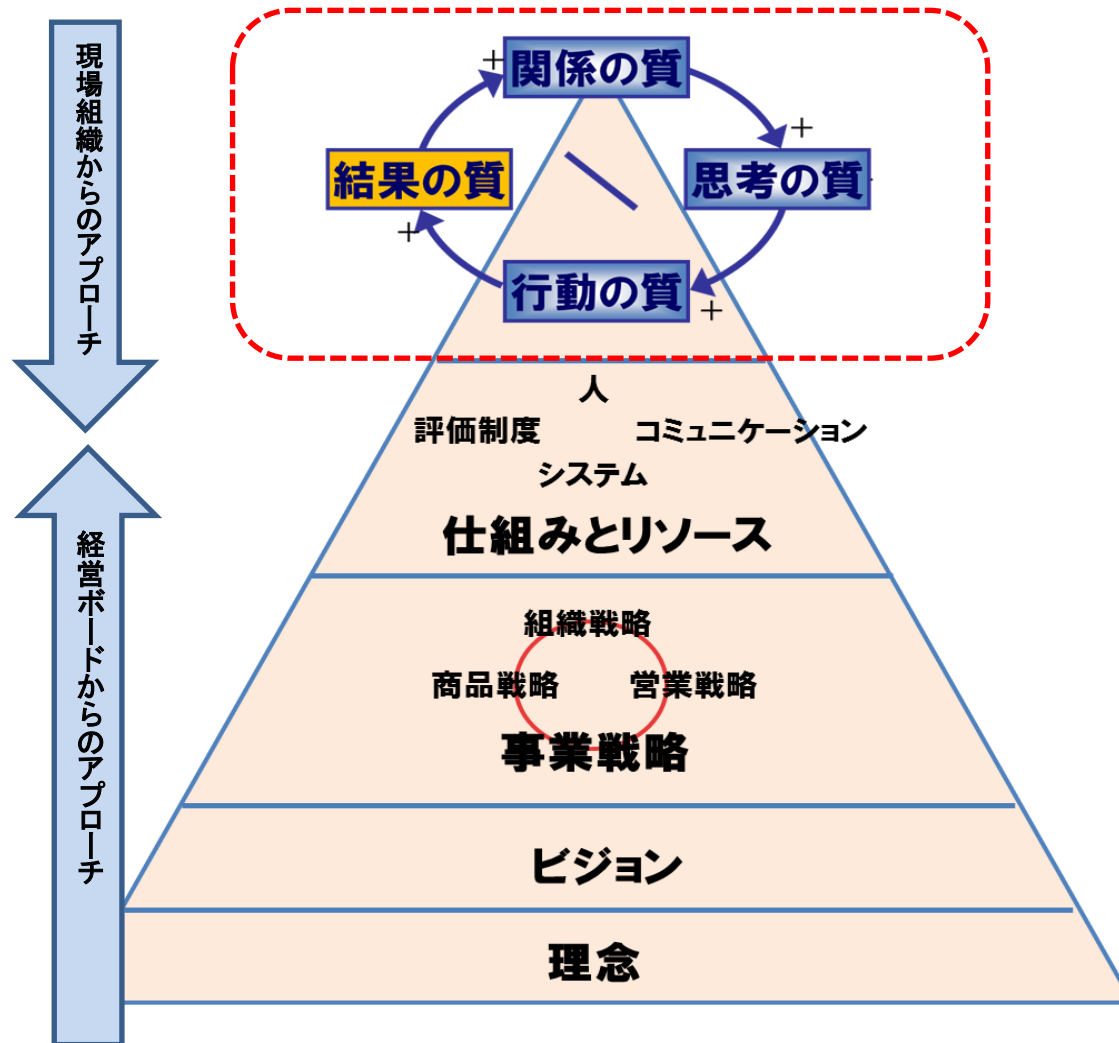 現場組織からのアプローチ
経営ボードからのアプローチ
関係の質
+
+
結果の質
思考の質
+
行動の質
+
人
評価制度
コミュニケーション
システム
仕組みとリソース
組織戦略
商品戦略
営業戦略
事業戦略
ビジョン
理念